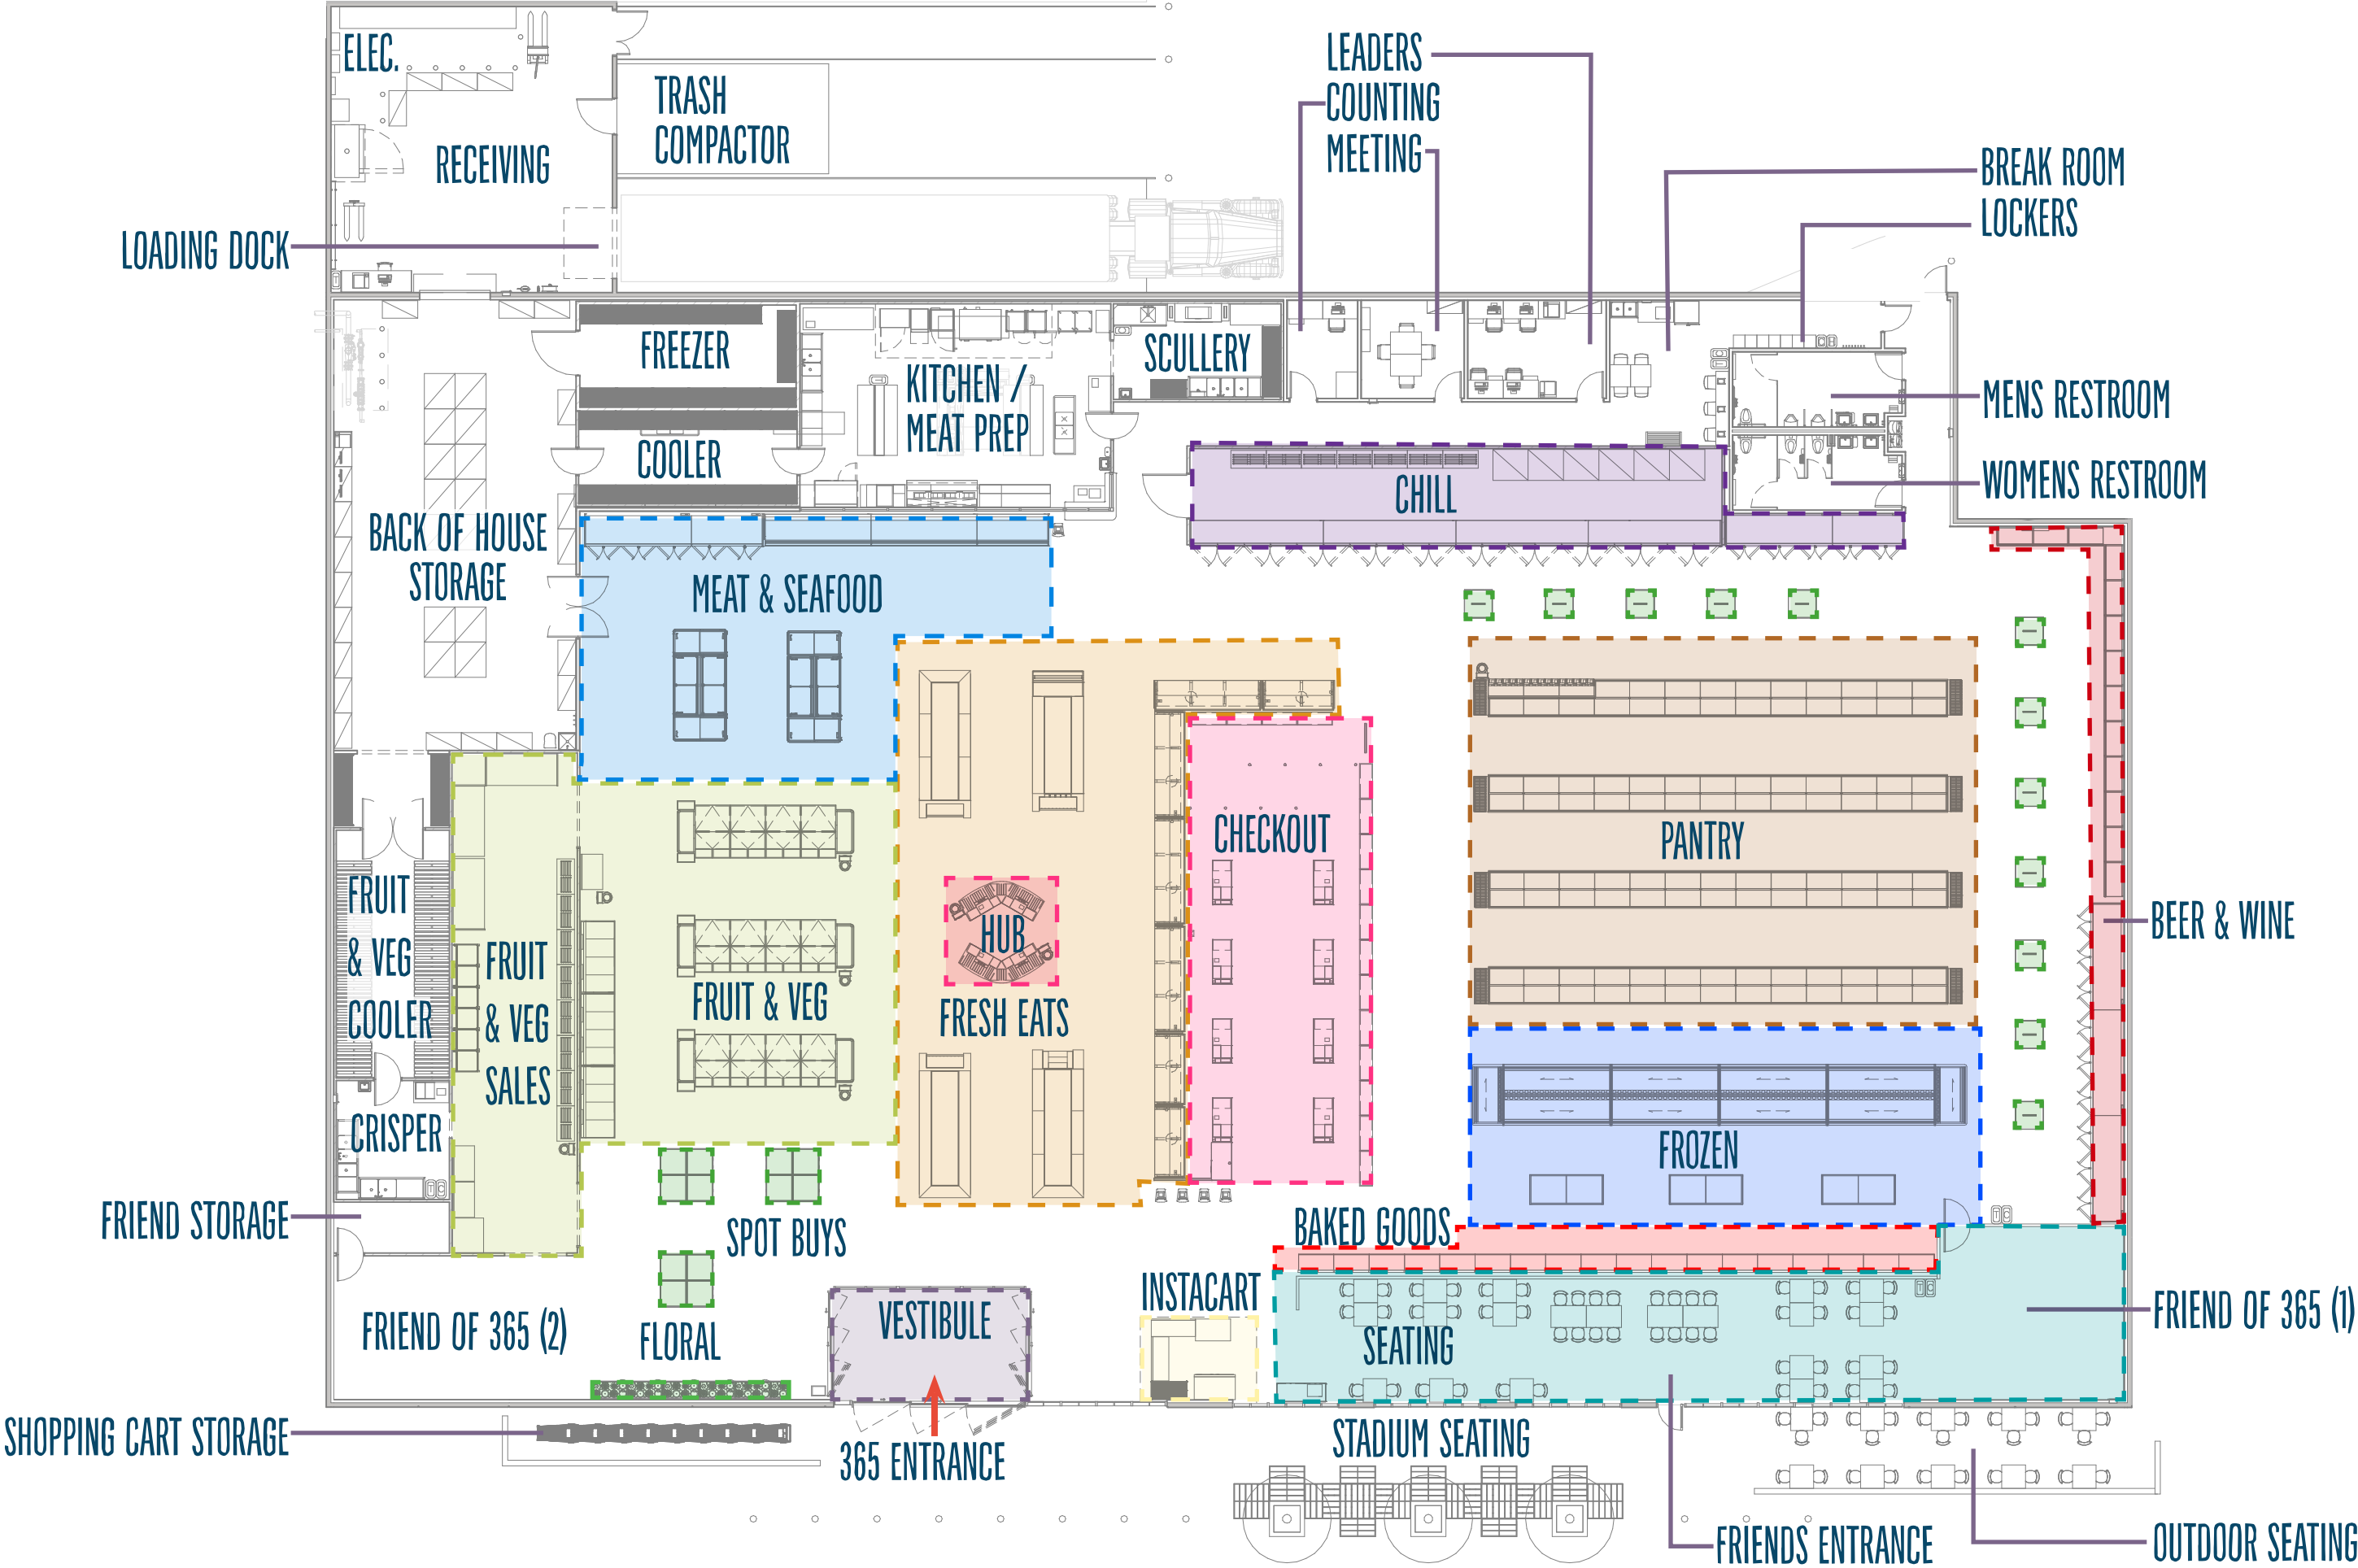 ELEC.
TRASH
COMPACTOR
RECEIVING
LEADERS
COUNTING
MEETING
BREAK ROOM
LOCKERS
LOADING DOCK
FREEZER
KITCHEN /
MEAT PREP
SCULLERY
COOLER
MENS RESTROOM
WOMENS RESTROOM
CHILL
BACK OF HOUSE
STORAGE
MEAT & SEAFOOD
CHECKOUT
PANTRY
FRUIT
& VEG
COOLER
FRUIT
& VEG
SALES
FRUIT & VEG
HUB
FRESH EATS
BEER & WINE
CRISPER
FROZEN
FRIEND STORAGE
SPOT BUYS
BAKED GOODS
INSTACART
FRIEND OF 365 (2)
FLORAL
VESTIBULE
SEATING
FRIEND OF 365 (1)
SHOPPING CART STORAGE
365 ENTRANCE
STADIUM SEATING
FRIENDS ENTRANCE
OUTDOOR SEATING